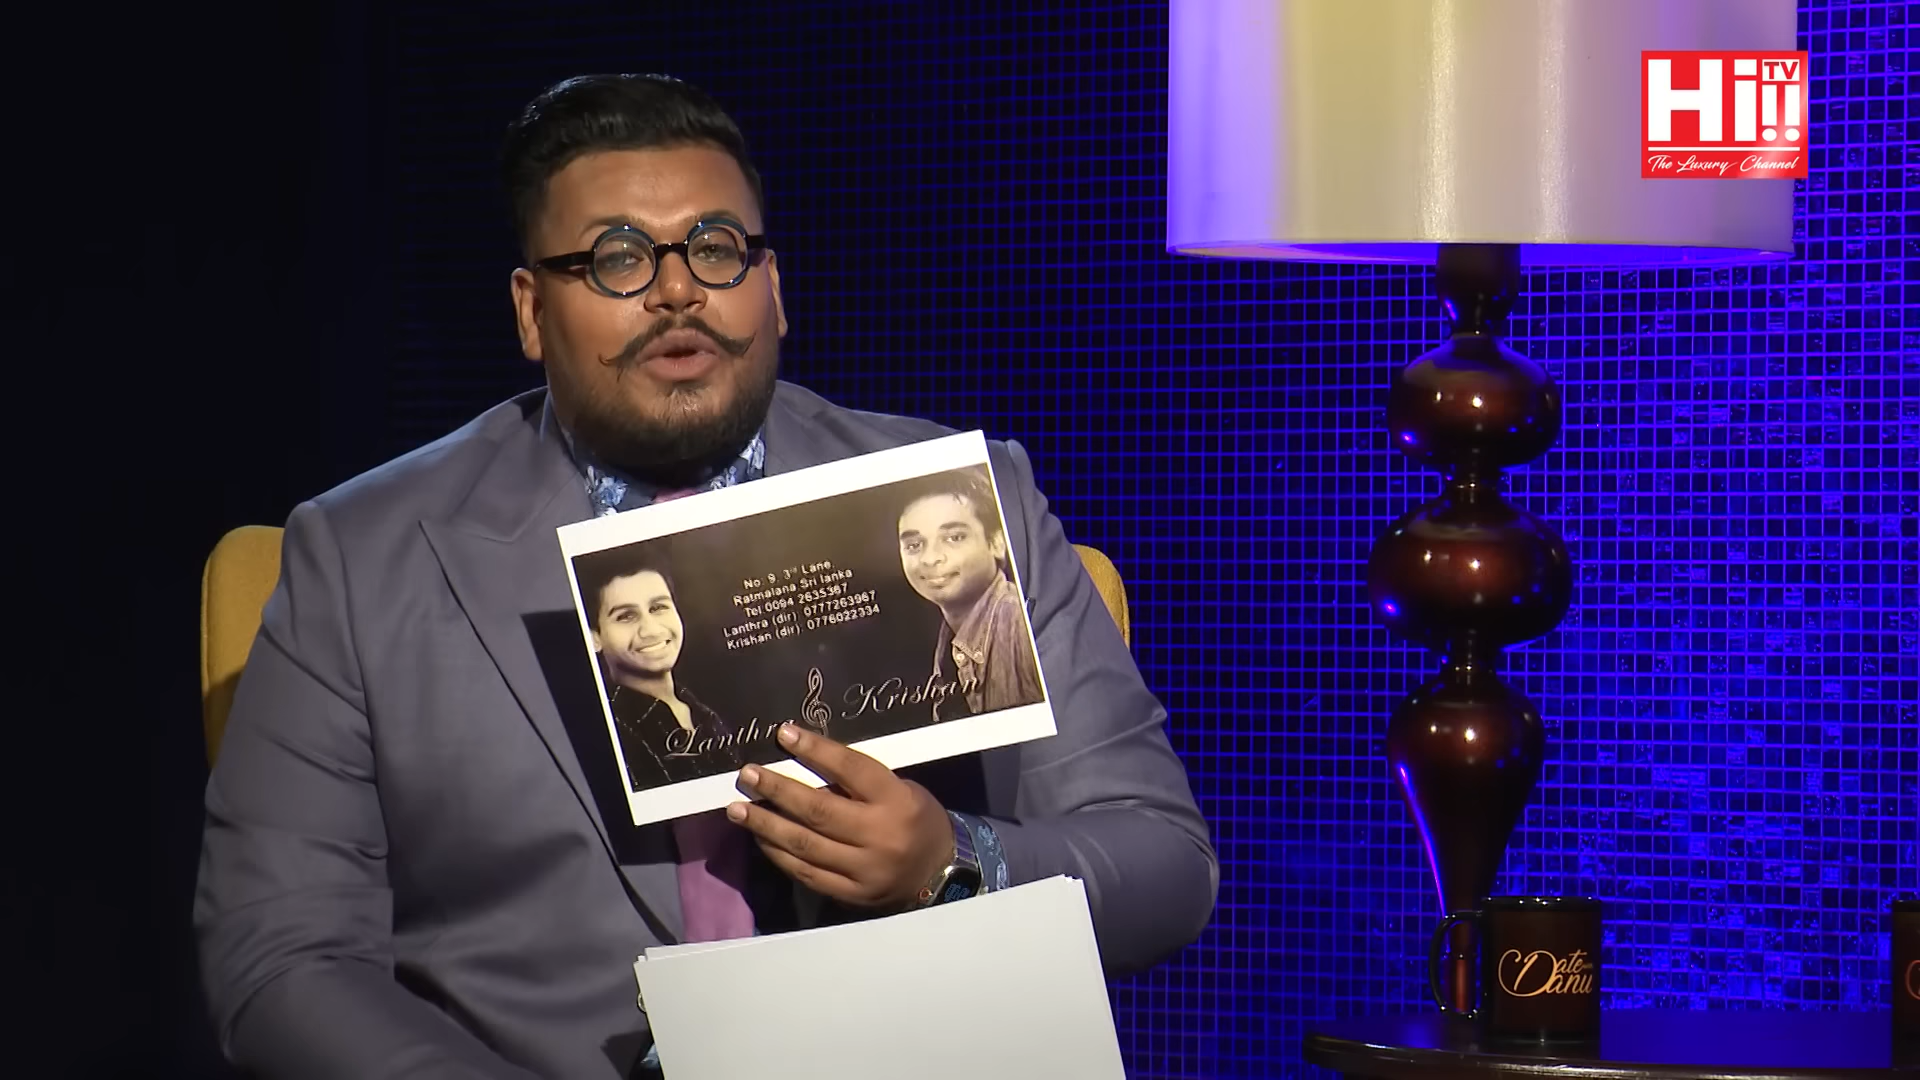 Hi!!
TV
The Luxury Channel
No. 9, 3rd Lane,
Ratmalana, Sri lanka
Tel:0094 2635367
Lanthra (dir): 0777263967
Krishan (dir): 0776022334
Lanthra Krishan
Date
Danu